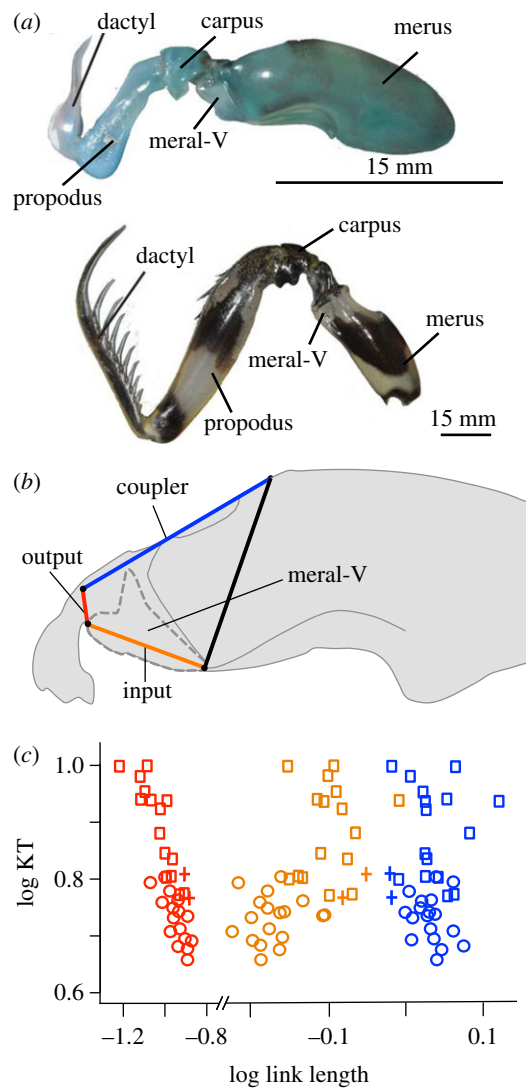 (a)
dactyl
carpus
merus
meral-V
propodus
15 mm
carpus
dactyl
meral-V
merus
propodus
15 mm
(b)
coupler
output
meral-V
input
(c)
1.0
0.8
0.6
log KT
−1.2
−0.8
−0.1
0.1
log link length